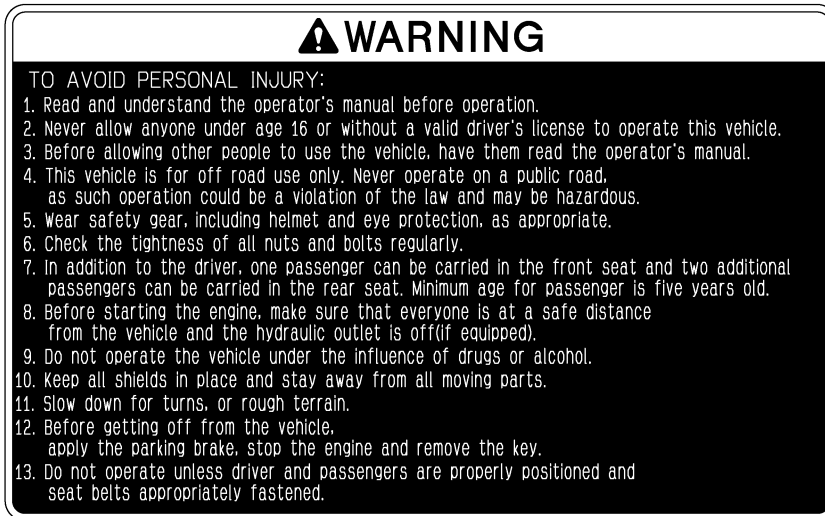 WARNING
TO AVOID PERSONAL INJURY:
1. Read and understand the operator's manual before operation.
2. Never allow anyone under age 16 or without a valid driver's license to operate this vehicle.
3. Before allowing other people to use the vehicle, have them read the operator's manual.
4. This vehicle is for off road use only. Never operate on a public road,
as such operation could be a violation of the law and may be hazardous.
5. Wear safety gear, including helmet and eye protection, as appropriate.
6. Check the tightness of all nuts and bolts regularly.
7. In addition to the driver, one passenger can be carried in the front seat and two additional
passengers can be carried in the rear seat. Minimum age for passenger is five years old.
8. Before starting the engine, make sure that everyone is at a safe distance
from the vehicle and the hydraulic outlet is off(if equipped).
9. Do not operate the vehicle under the influence of drugs or alcohol.
10. Keep all shields in place and stay away from all moving parts.
11. Slow down for turns, or rough terrain.
12. Before getting off from the vehicle,
apply the parking brake, stop the engine and remove the key.
13. Do not operate unless driver and passengers are properly positioned and
seat belts appropriately fastened.